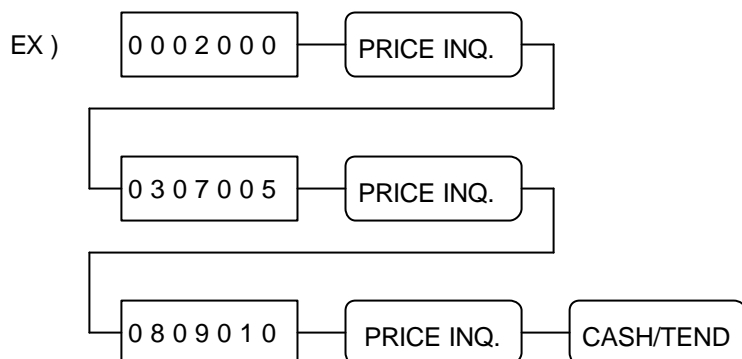 EX ) 0 0 0 2 0 0 0 PRICE INQ.
0 3 0 7 0 0 5 PRICE INQ.
0 8 0 9 0 1 0 PRICE INQ. CASH/TEND